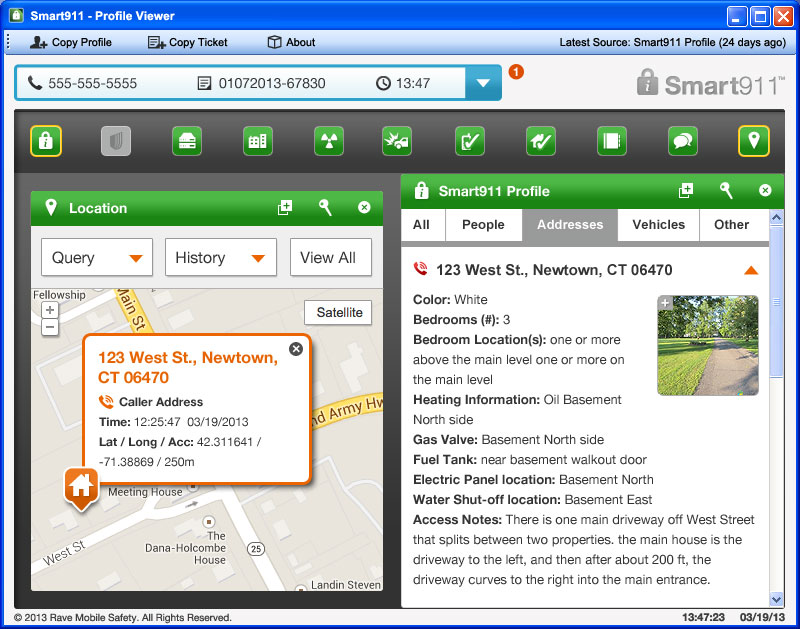 Smart911 - Profile Viewer
Copy Profile Copy Ticket About Latest Source: Smart911 Profile (24 days ago)
555-555-5555 01072013-67830 13:47 1
Smart911™
Location
Query History View All
Fellowship
Main St
+
−
Satellite
123 West St., Newtown,
CT 06470
Caller Address
Time: 12:25:47 03/19/2013
Lat / Long / Acc: 42.311641 /
-71.38869 / 250m
nd Army Hw
Meeting House
West St
The
Dana-Holcombe
House
25
Landin Steven
Smart911 Profile
All People Addresses Vehicles Other
123 West St., Newtown, CT 06470
Color: White
Bedrooms (#): 3
Bedroom Location(s): one or more
above the main level one or more on
the main level
Heating Information: Oil Basement
North side
Gas Valve: Basement North side
Fuel Tank: near basement walkout door
Electric Panel location: Basement North
Water Shut-off location: Basement East
Access Notes: There is one main driveway off West Street
that splits between two properties. the main house is the
driveway to the left, and then after about 200 ft, the
driveway curves to the right into the main entrance.
© 2013 Rave Mobile Safety. All Rights Reserved. 13:47:23 03/19/13